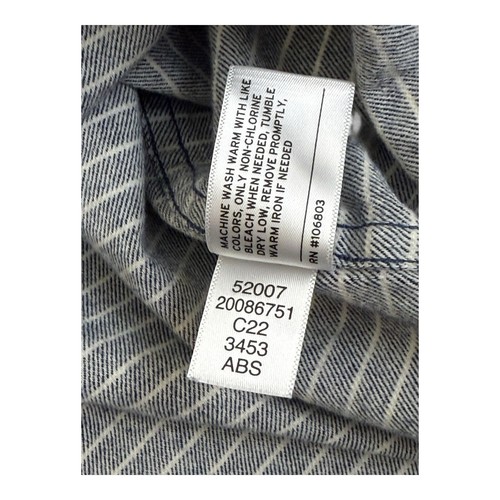 MACHINE WASH WARM WITH LIKE
COLORS, ONLY NON-CHLORINE
BLEACH WHEN NEEDED, TUMBLE
DRY LOW, REMOVE PROMPTLY,
WARM IRON IF NEEDED
RN #106803
52007
20086751
C22
3453
ABS